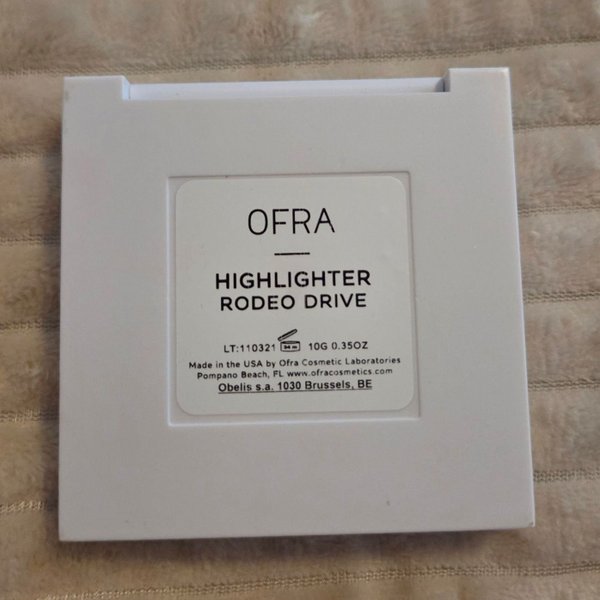 OFRA
HIGHLIGHTER
RODEO DRIVE
LT:110321 10G 0.35OZ
Made in the USA by Ofra Cosmetic Laboratories
Pompano Beach, FL www.ofracosmetics.com
Obelis s.a. 1030 Brussels, BE